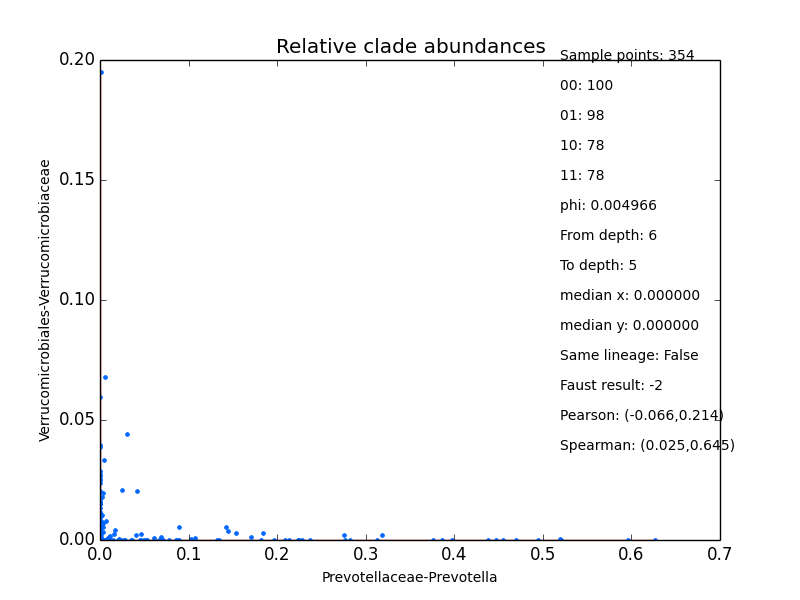 Relative clade abundances
Sample points: 354
00: 100
01: 98
10: 78
11: 78
phi: 0.004966
From depth: 6
To depth: 5
median x: 0.000000
median y: 0.000000
Same lineage: False
Faust result: -2
Pearson: (-0.066,0.214)
Spearman: (0.025,0.645)
Verrucomicrobiales-Verrucomicrobiaceae
0.20
0.15
0.10
0.05
0.00
0.0 0.1 0.2 0.3 0.4 0.5 0.6 0.7
Prevotellaceae-Prevotella